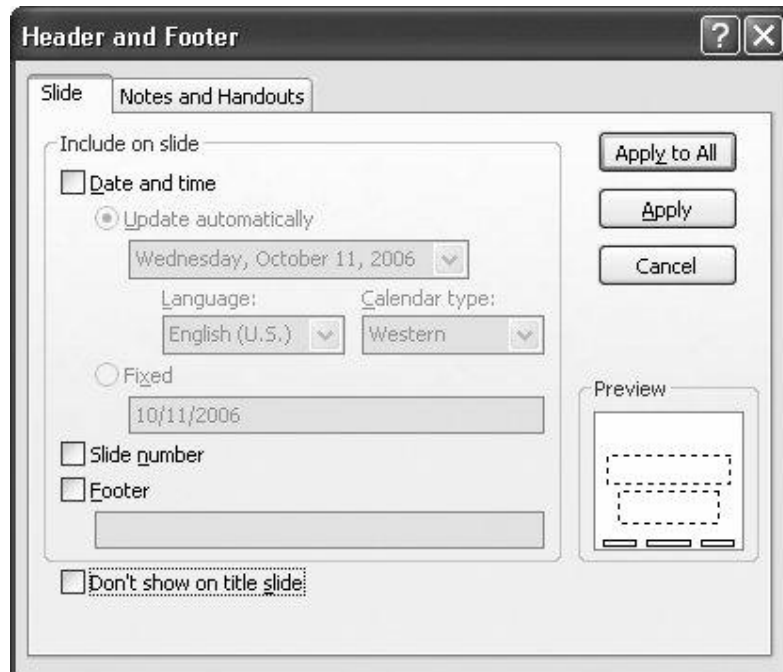 Header and Footer
Slide Notes and Handouts
Include on slide
Date and time
Update automatically
Wednesday, October 11, 2006
Language: Calendar type:
English (U.S.) Western
Fixed
10/11/2006
Slide number
Footer
Don't show on title slide
Apply to All
Apply
Cancel
Preview